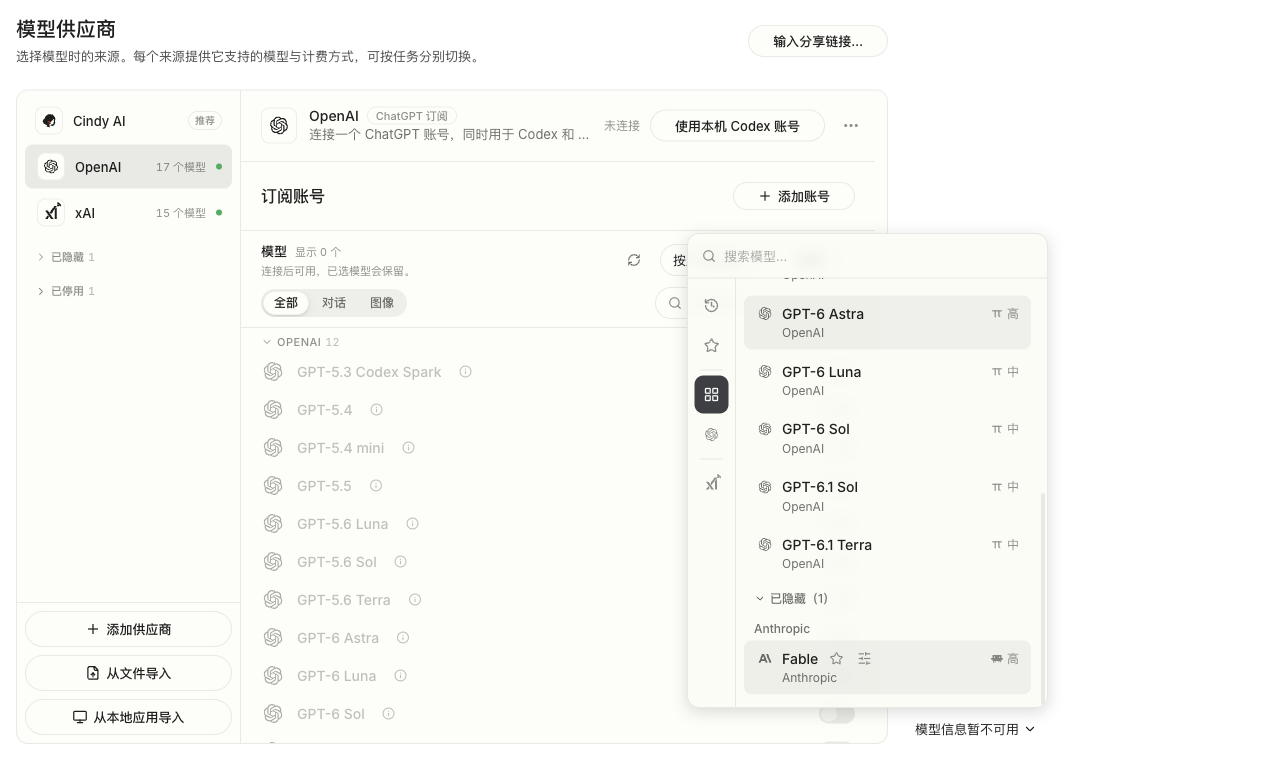 模型供应商
选择模型时的来源。每个来源提供它支持的模型与计费方式，可按任务分别切换。
输入分享链接...
Cindy AI
推荐
OpenAI
17 个模型
xAI
15 个模型
已隐藏 1
已停用 1
添加供应商
从文件导入
从本地应用导入
OpenAI
ChatGPT 订阅
连接一个 ChatGPT 账号，同时用于 Codex 和 ...
未连接
使用本机 Codex 账号
订阅账号
添加账号
模型 显示 0 个
连接后可用，已选模型会保留。
按
全部
对话
图像
OPENAI 12
GPT-5.3 Codex Spark
GPT-5.4
GPT-5.4 mini
GPT-5.5
GPT-5.6 Luna
GPT-5.6 Sol
GPT-5.6 Terra
GPT-6 Astra
GPT-6 Luna
GPT-6 Sol
搜索模型...
OpenAI
GPT-6 Astra
高
OpenAI
GPT-6 Luna
中
OpenAI
GPT-6 Sol
中
OpenAI
GPT-6.1 Sol
中
OpenAI
GPT-6.1 Terra
中
OpenAI
已隐藏 (1)
Anthropic
Fable
高
Anthropic
模型信息暂不可用